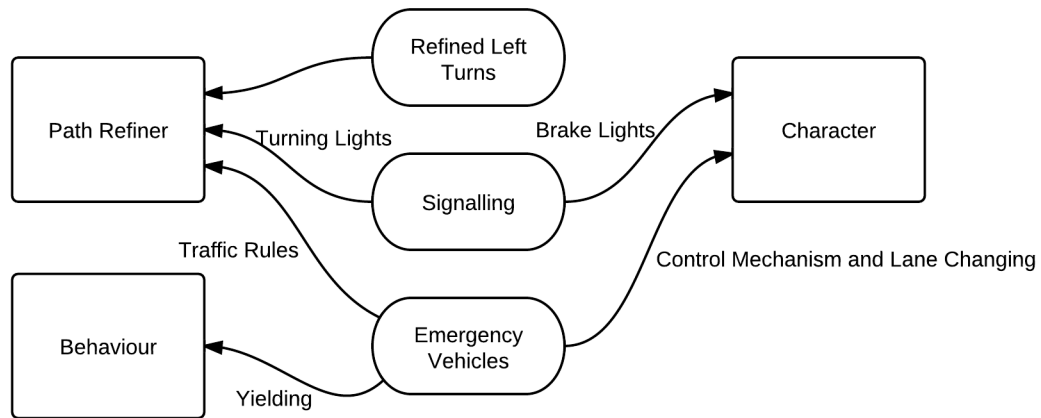 Refined Left
Turns
Path Refiner
Turning Lights
Brake Lights
Character
Signalling
Traffic Rules
Control Mechanism and Lane Changing
Behaviour
Emergency
Vehicles
Yielding